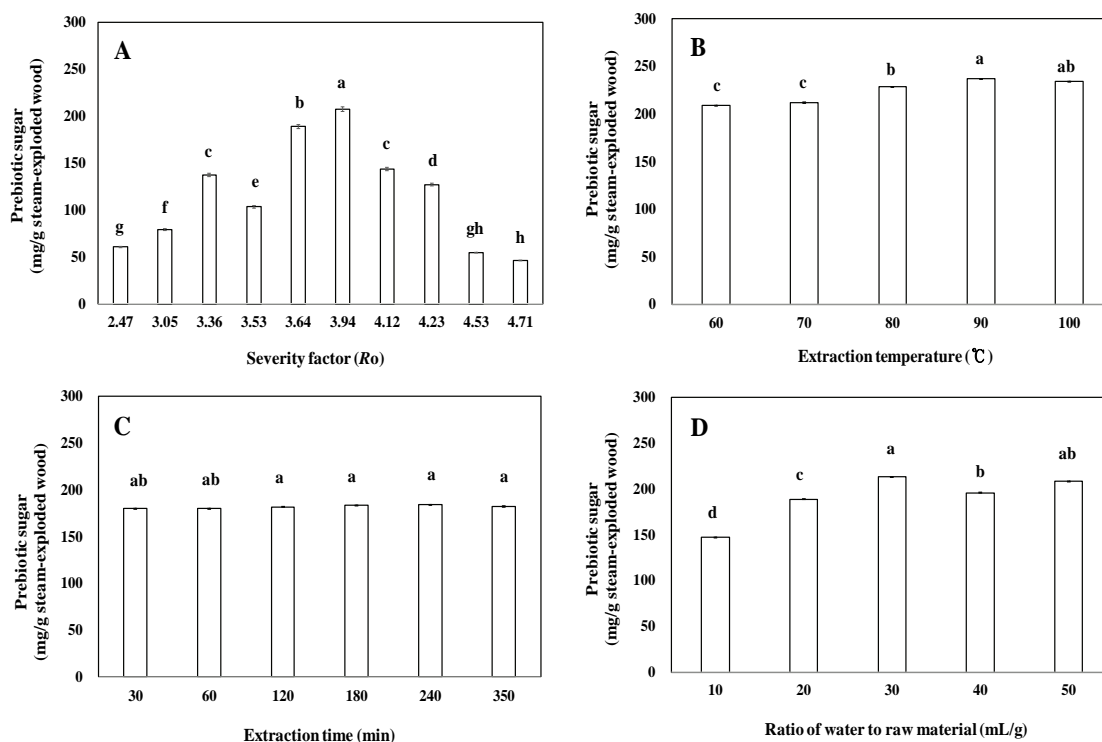 A
Prebiotic sugar
(mg/g steam-exploded wood)
300
250
200
150
100
50
0
g
f
c
e
b
a
c
d
gh
h
2.47 3.05 3.36 3.53 3.64 3.94 4.12 4.23 4.53 4.71
Severity factor (Ro)
B
Prebiotic sugar
(mg/g steam-exploded wood)
300
250
200
150
100
50
0
c
c
b
a
ab
60 70 80 90 100
Extraction temperature (℃)
C
Prebiotic sugar
(mg/g steam-exploded wood)
300
250
200
150
100
50
0
ab
ab
a
a
a
a
30 60 120 180 240 350
Extraction time (min)
D
Prebiotic sugar
(mg/g steam-exploded wood)
300
250
200
150
100
50
0
d
c
a
b
ab
10 20 30 40 50
Ratio of water to raw material (mL/g)